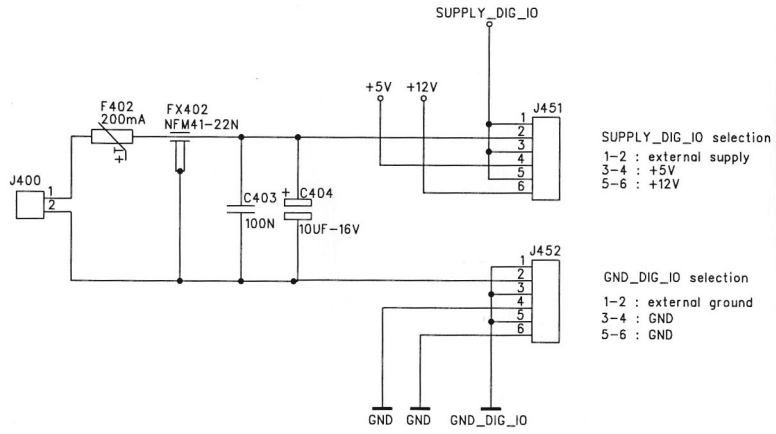 SUPPLY_DIG_IO
+5V +12V
F402
200mA
+T
FX402
NFM41-22N
J400
1
2
C403
100N
+ C404
10UF-16V
J451
1
2
3
4
5
6
SUPPLY_DIG_IO selection
1-2 : external supply
3-4 : +5V
5-6 : +12V
J452
1
2
3
4
5
6
GND_DIG_IO selection
1-2 : external ground
3-4 : GND
5-6 : GND
GND GND GND_DIG_IO